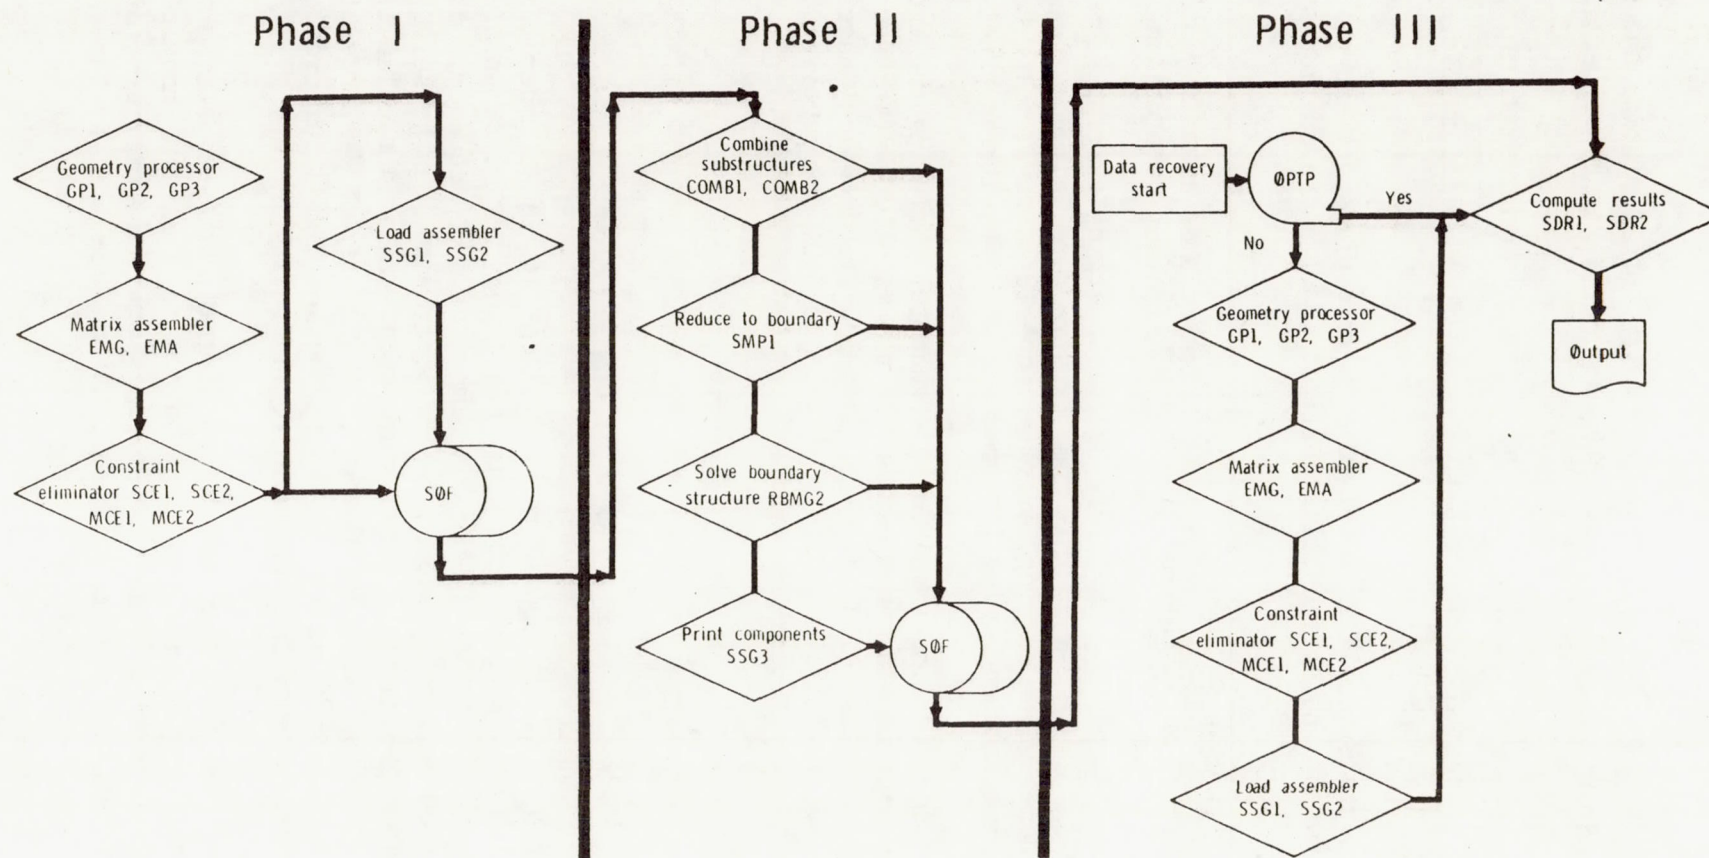 Phase I
Phase II
Phase III
Geometry processor
GP1, GP2, GP3
Matrix assembler
EMG, EMA
Constraint
eliminator SCE1, SCE2,
MCE1, MCE2
Load assembler
SSG1, SSG2
SØF
Combine
substructures
COMB1, COMB2
Reduce to boundary
SMP1
Solve boundary
structure RBMG2
Print components
SSG3
SØF
Data recovery
start
ØPTP
Yes
No
Geometry processor
GP1, GP2, GP3
Matrix assembler
EMG, EMA
Constraint
eliminator SCE1, SCE2,
MCE1, MCE2
Load assembler
SSG1, SSG2
Compute results
SDR1, SDR2
Øutput